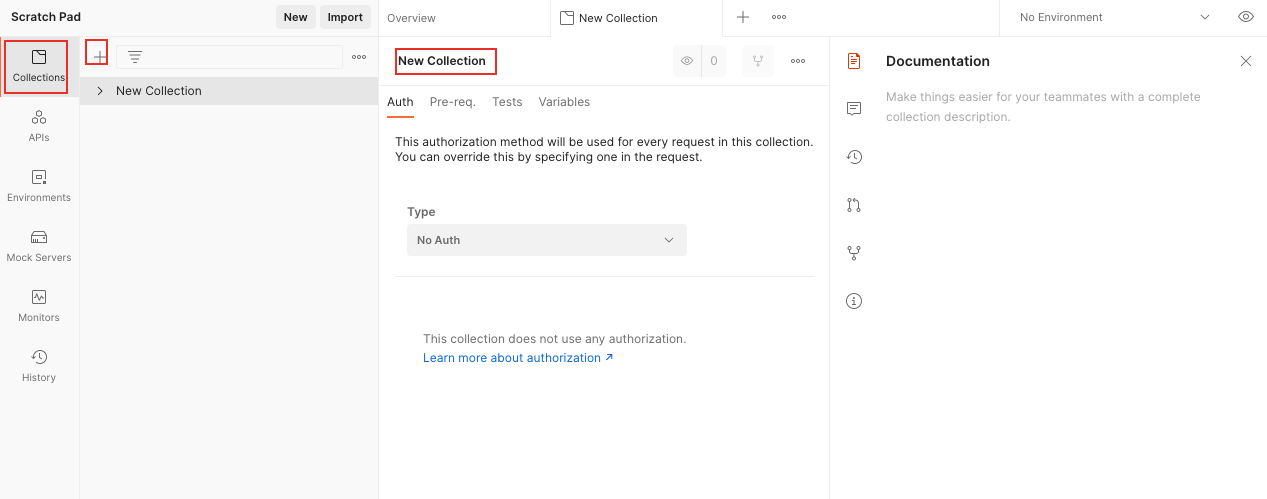 Scratch Pad
New
Import
Overview
New Collection
No Environment
Collections
APIs
Environments
Mock Servers
Monitors
History
New Collection
New Collection
0
Auth
Pre-req.
Tests
Variables
This authorization method will be used for every request in this collection.
You can override this by specifying one in the request.
Type
No Auth
This collection does not use any authorization.
Learn more about authorization ↗
Documentation
Make things easier for your teammates with a complete
collection description.